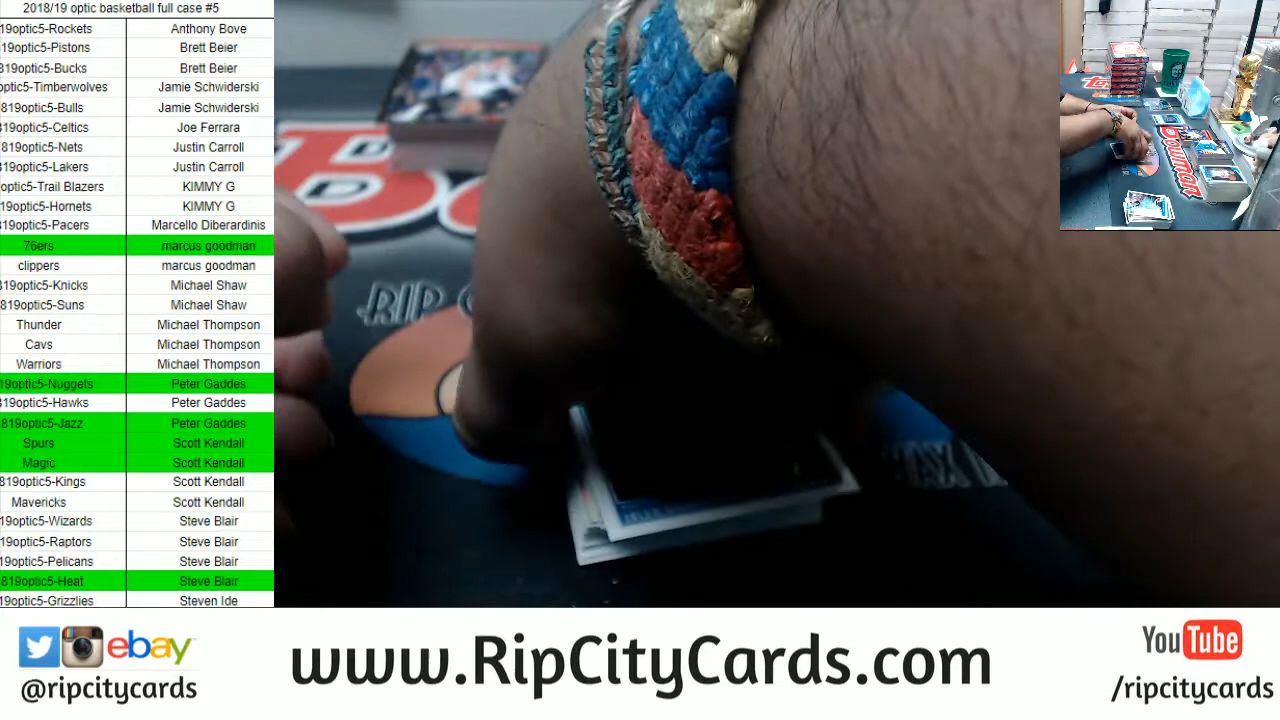 2018/19 optic basketball full case #5
19optic5-Rockets Anthony Bove
19optic5-Pistons Brett Beier
819optic5-Bucks Brett Beier
optic5-Timberwolves Jamie Schwiderski
819optic5-Bulls Jamie Schwiderski
319optic5-Celtics Joe Ferrara
819optic5-Nets Justin Carroll
19optic5-Lakers Justin Carroll
optic5-Trail Blazers KIMMY G
19optic5-Hornets KIMMY G
819optic5-Pacers Marcello Diberardinis
76ers marcus goodman
clippers marcus goodman
819optic5-Knicks Michael Shaw
819optic5-Suns Michael Shaw
Thunder Michael Thompson
Cavs Michael Thompson
Warriors Michael Thompson
19optic5-Nuggets Peter Gaddes
819optic5-Hawks Peter Gaddes
819optic5-Jazz Peter Gaddes
Spurs Scott Kendall
Magic Scott Kendall
819optic5-Kings Scott Kendall
Mavericks Scott Kendall
19optic5-Wizards Steve Blair
19optic5-Raptors Steve Blair
19optic5-Pelicans Steve Blair
819optic5-Heat Steve Blair
19optic5-Grizzlies Steven Ide
RIP
WAX
Bowman
ebay
@ripcitycards
www.RipCityCards.com
YouTube
/ripcitycards